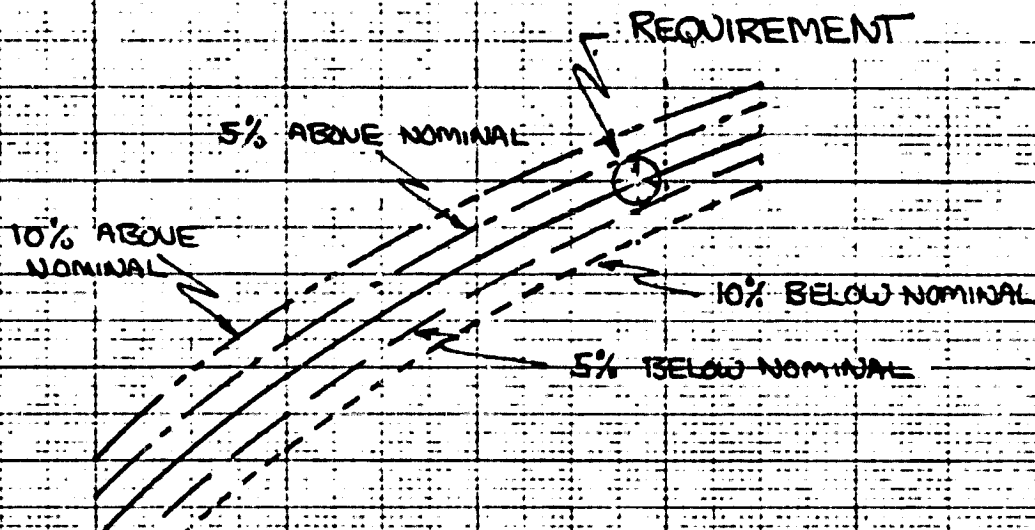 REQUIREMENT
5% ABOVE NOMINAL
10% ABOVE
NOMINAL
10% BELOW NOMINAL
5% BELOW NOMINAL